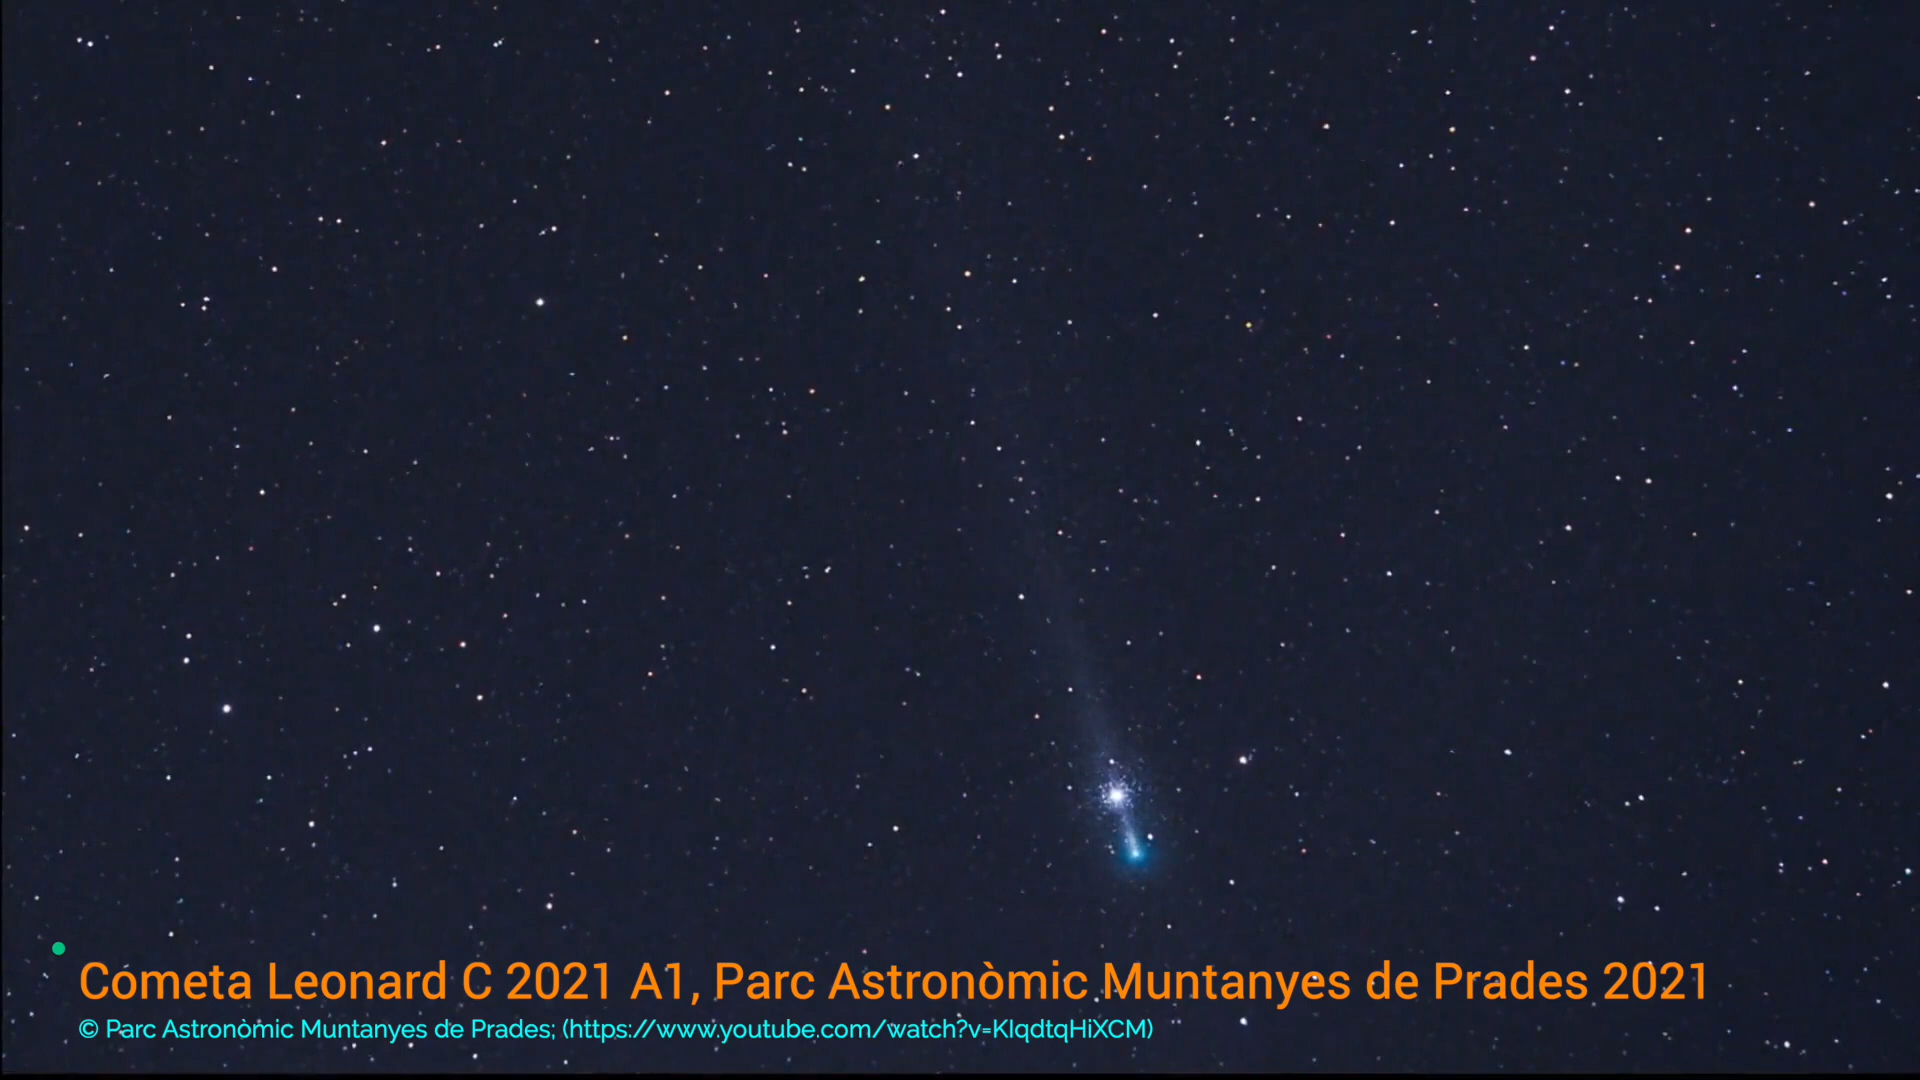 Cometa Leonard C 2021 A1, Parc Astronòmic Muntanyes de Prades 2021
© Parc Astronòmic Muntanyes de Prades; (https://www.youtube.com/watch?v=KIqdtqHiXCM)